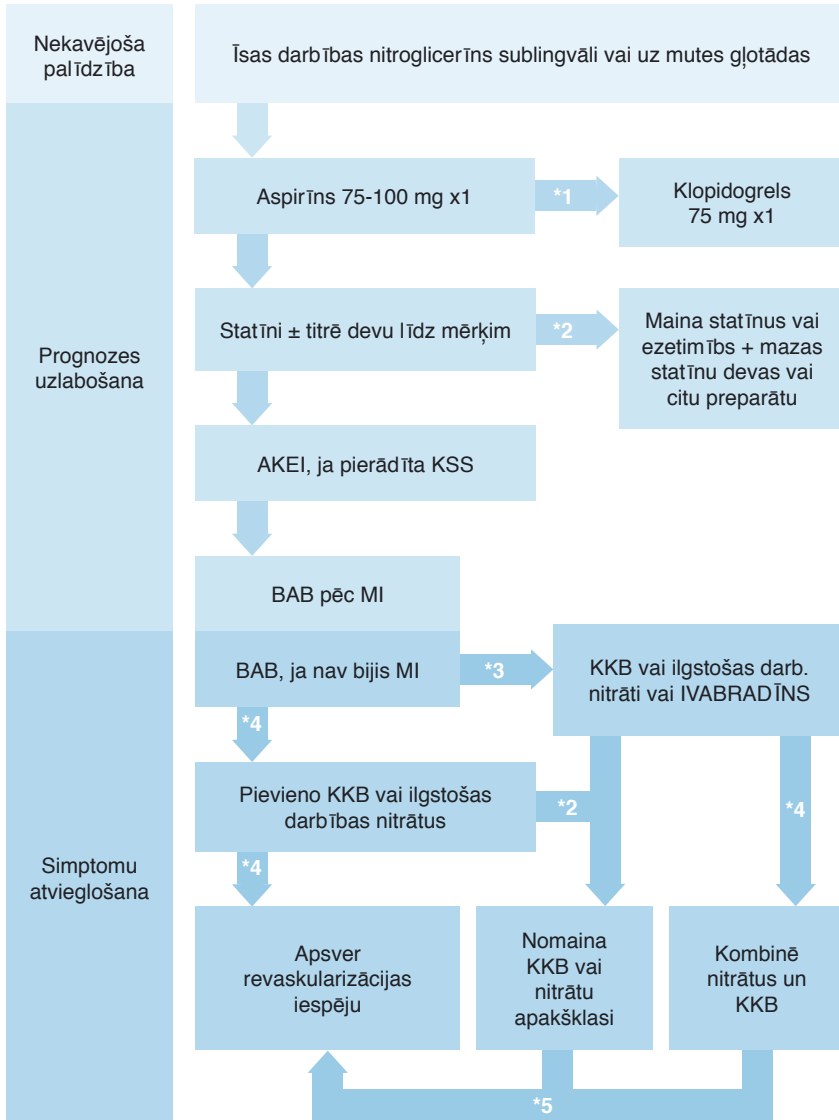 Nekavējoša
palīdzība
Īsas darbības nitroglicerīns sublingvāli vai uz mutes gļotādas
Prognozes
uzlabošana
Aspirīns 75-100 mg x1
*1
Klopidogrels
75 mg x1
Statīni ± titrē devu līdz mērķim
*2
Maina statīnus vai
ezetimībs + mazas
statīnu devas vai
citu preparātu
AKEI, ja pierādīta KSS
BAB pēc MI
Simptomu
atvieglošana
BAB, ja nav bijis MI
*3
KKB vai ilgstošas darb.
nitrāti vai IVABRADĪNS
*4
Pievieno KKB vai ilgstošas
darbības nitrātus
*2
*4
*4
Apsver
revaskularizācijas
iespēju
Nomaina
KKB vai
nitrātu
apakšklasi
Kombinē
nitrātus un
KKB
*5